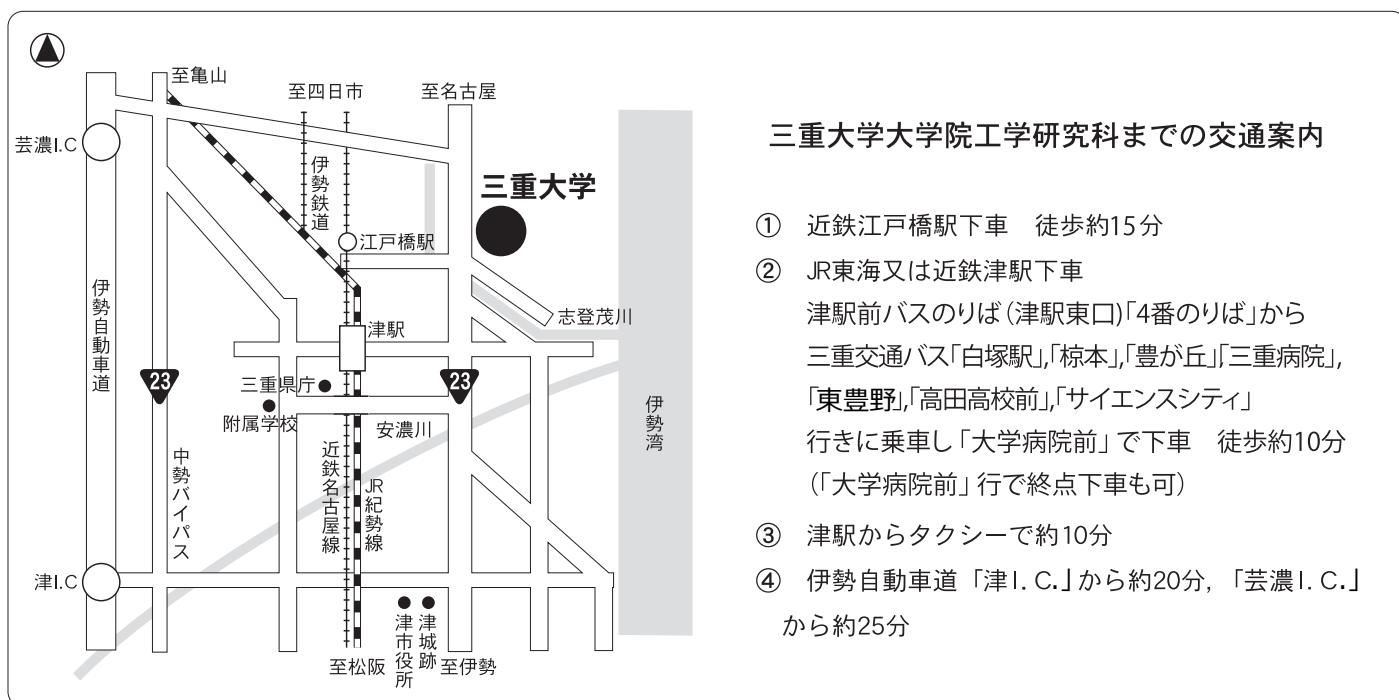 至亀山
至四日市
至名古屋
芸濃I.C
伊勢鉄道
三重大学
江戸橋駅
伊勢自動車道
志登茂川
津駅
23
23
三重県庁
附属学校
安濃川
伊勢湾
中勢バイパス
近鉄名古屋線
JR紀勢線
津I.C
津市役所
津城跡
至松阪
至伊勢
三重大学大学院工学研究科までの交通案内
① 近鉄江戸橋駅下車 徒歩約15分
② JR東海又は近鉄津駅下車
津駅前バスのりば(津駅東口)「4番のりば」から
三重交通バス「白塚駅」,「椋本」,「豊が丘」,「三重病院」,
「東豊野」,「高田高校前」,「サイエンスシティ」
行きに乗車し「大学病院前」で下車 徒歩約10分
(「大学病院前」行で終点下車も可)
③ 津駅からタクシーで約10分
④ 伊勢自動車道「津I. C.」から約20分,「芸濃I. C.」
から約25分